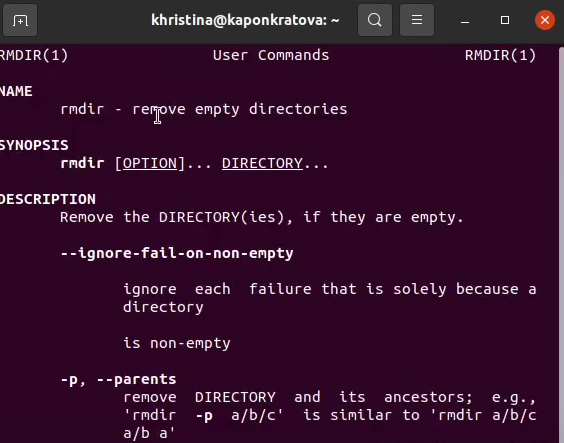 khristina@kaponkratova: ~
RMDIR(1) User Commands RMDIR(1)
NAME
rmdir - remove empty directories
SYNOPSIS
rmdir [OPTION]... DIRECTORY...
DESCRIPTION
Remove the DIRECTORY(ies), if they are empty.
--ignore-fail-on-non-empty
ignore each failure that is solely because a
directory
is non-empty
-p, --parents
remove DIRECTORY and its ancestors; e.g.,
'rmdir -p a/b/c' is similar to 'rmdir a/b/c
a/b a'